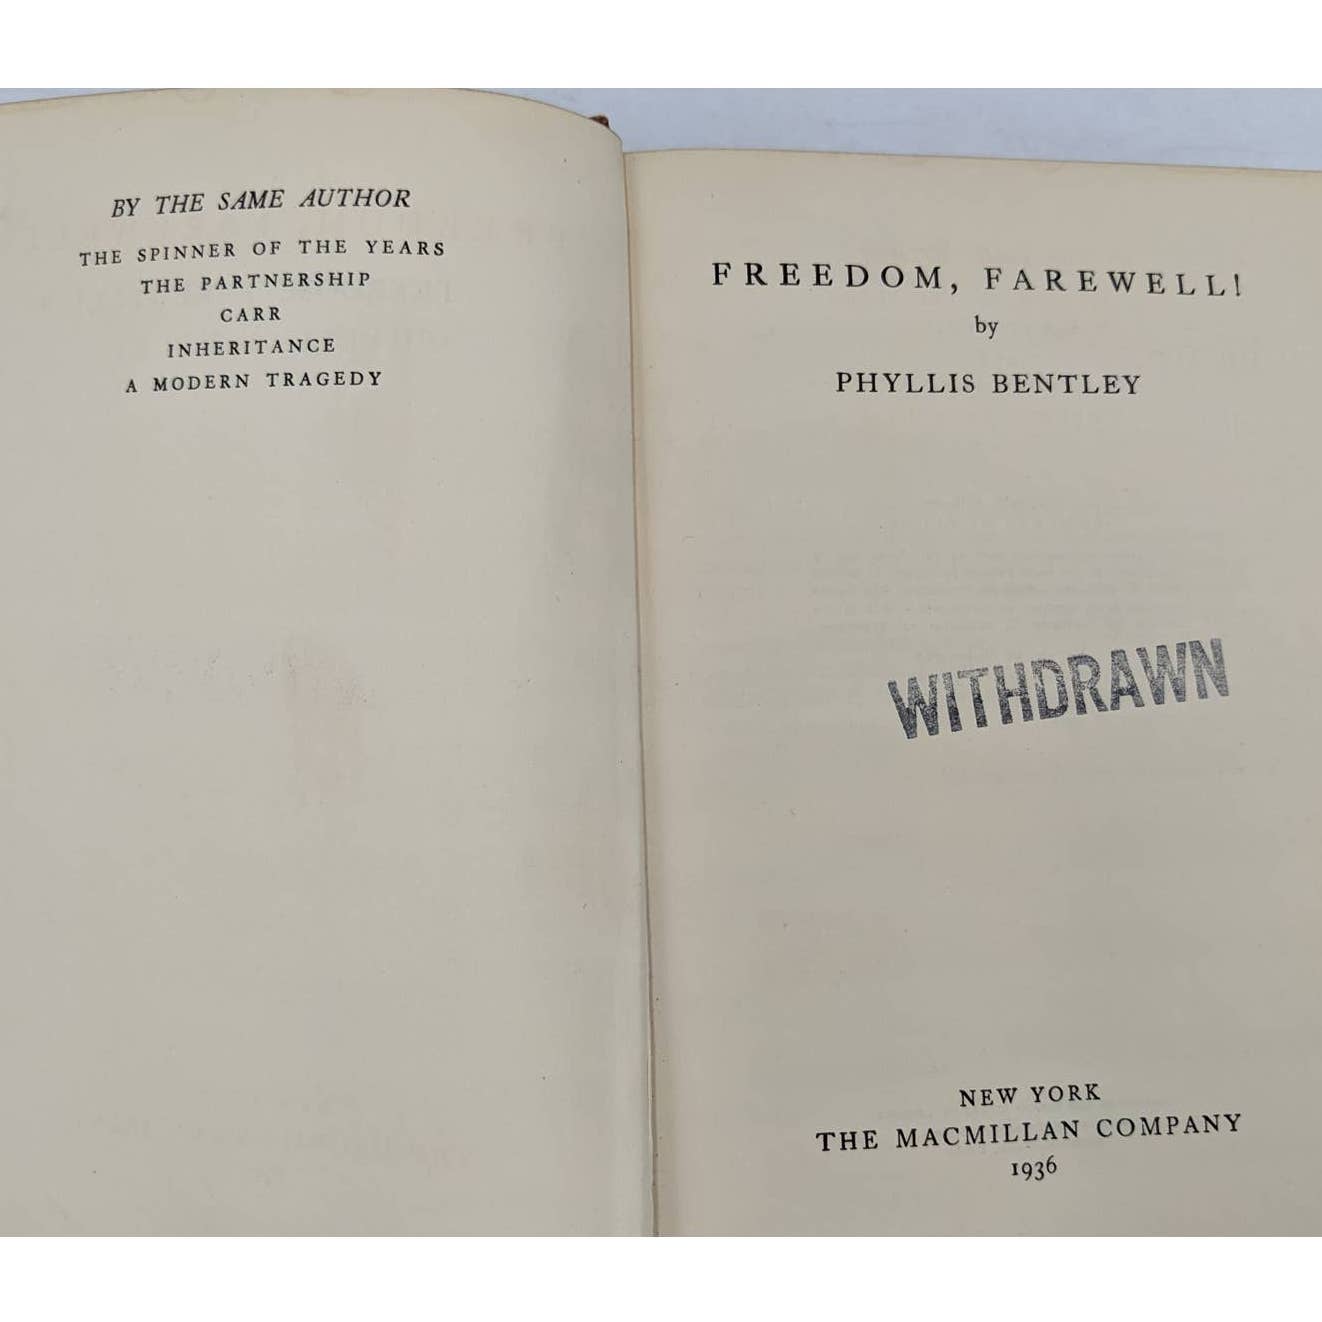 BY THE SAME AUTHOR
THE SPINNER OF THE YEARS
THE PARTNERSHIP
CARR
INHERITANCE
A MODERN TRAGEDY
FREEDOM, FAREWELL!
by
PHYLLIS BENTLEY
WITHDRAWN
NEW YORK
THE MACMILLAN COMPANY
1936